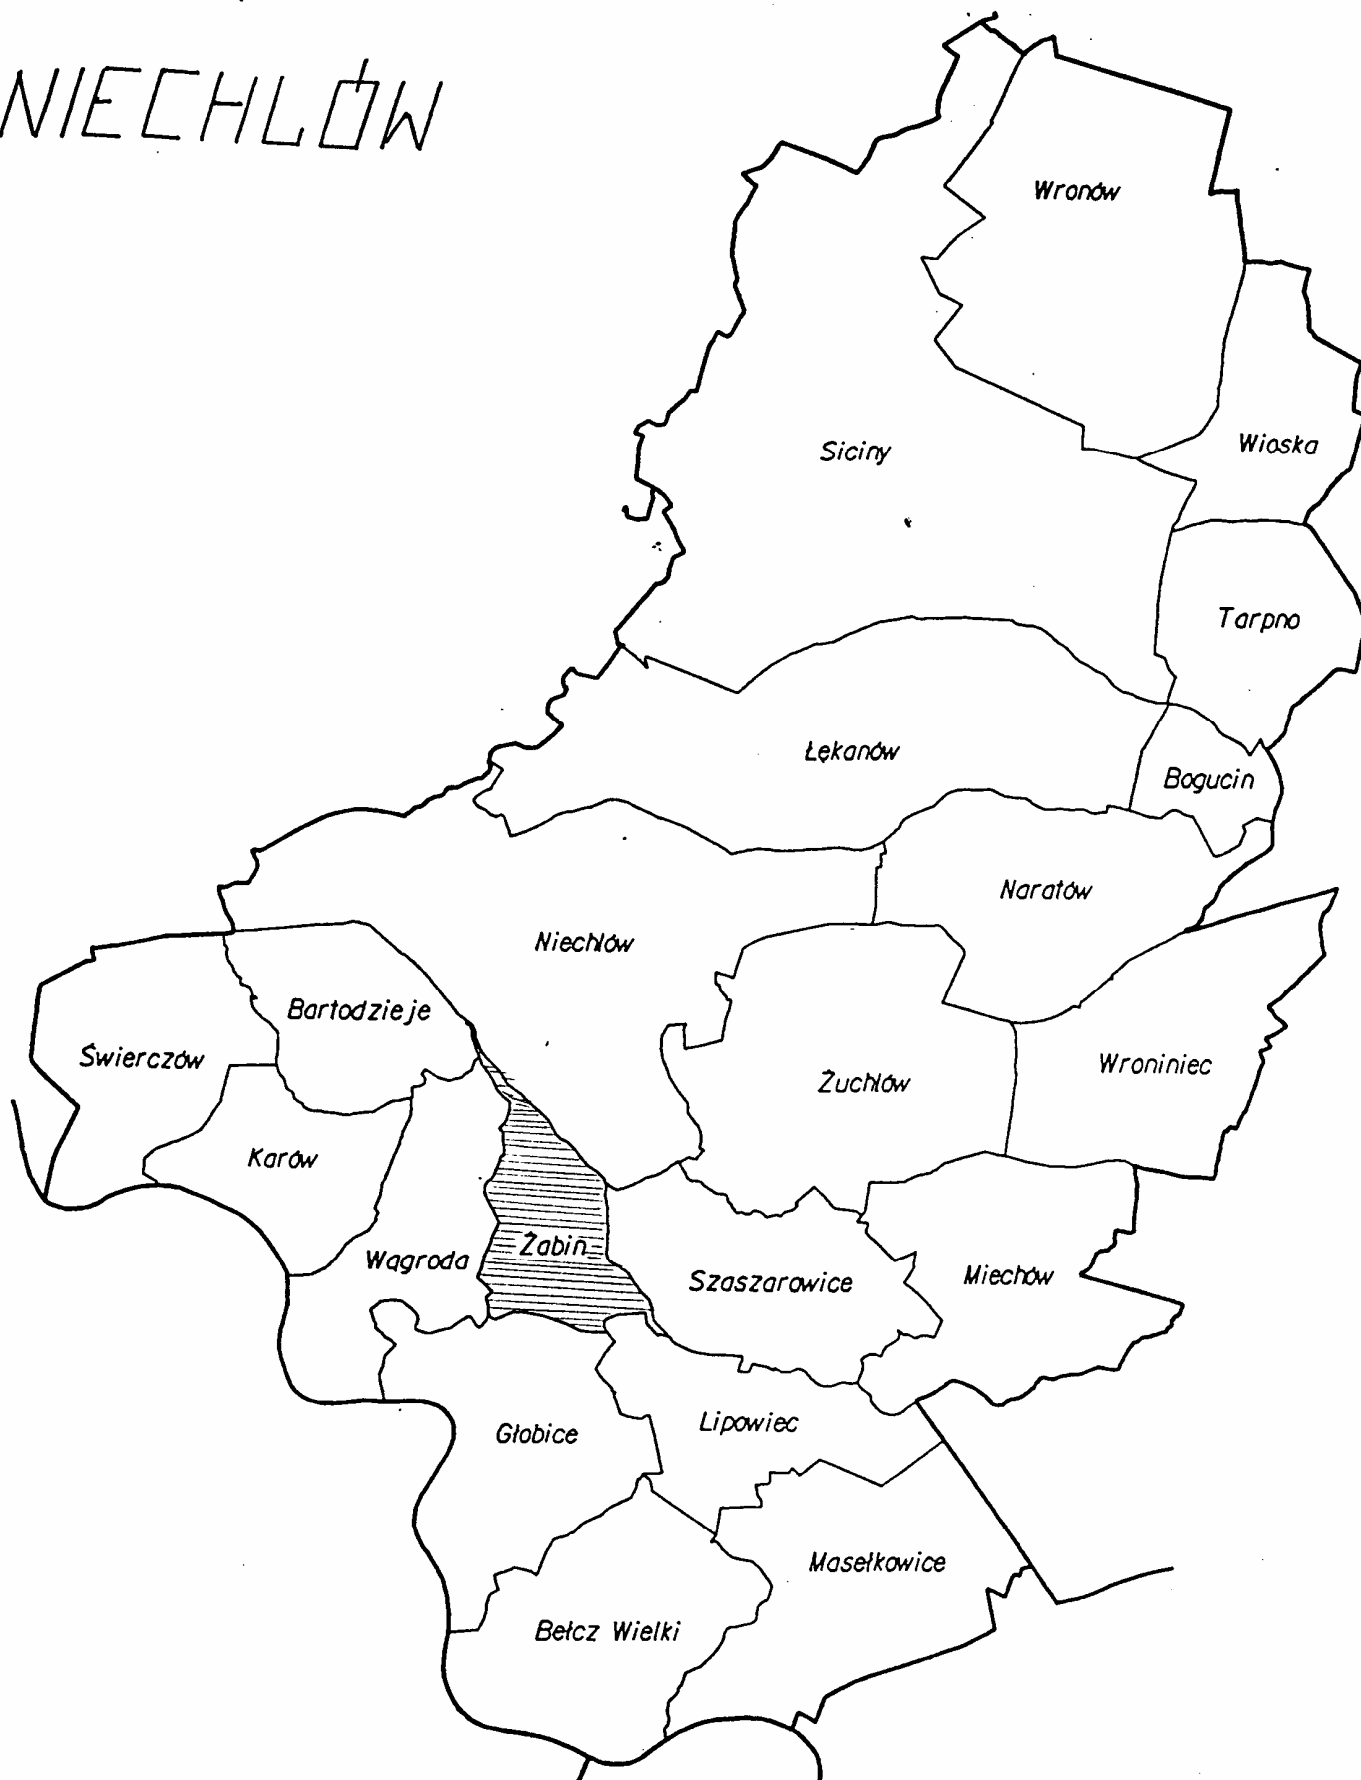 NIECHLÓW
Wronów
Siciny
Wioska
Tarpno
Łękanów
Bogucin
Naratów
Niechlów
Bartodzieje
Świerczów
Żuchlów
Wroniniec
Karów
Wągroda
Żabin
Szaszarowice
Miechów
Głobice
Lipowiec
Masełkowice
Bełcz Wielki